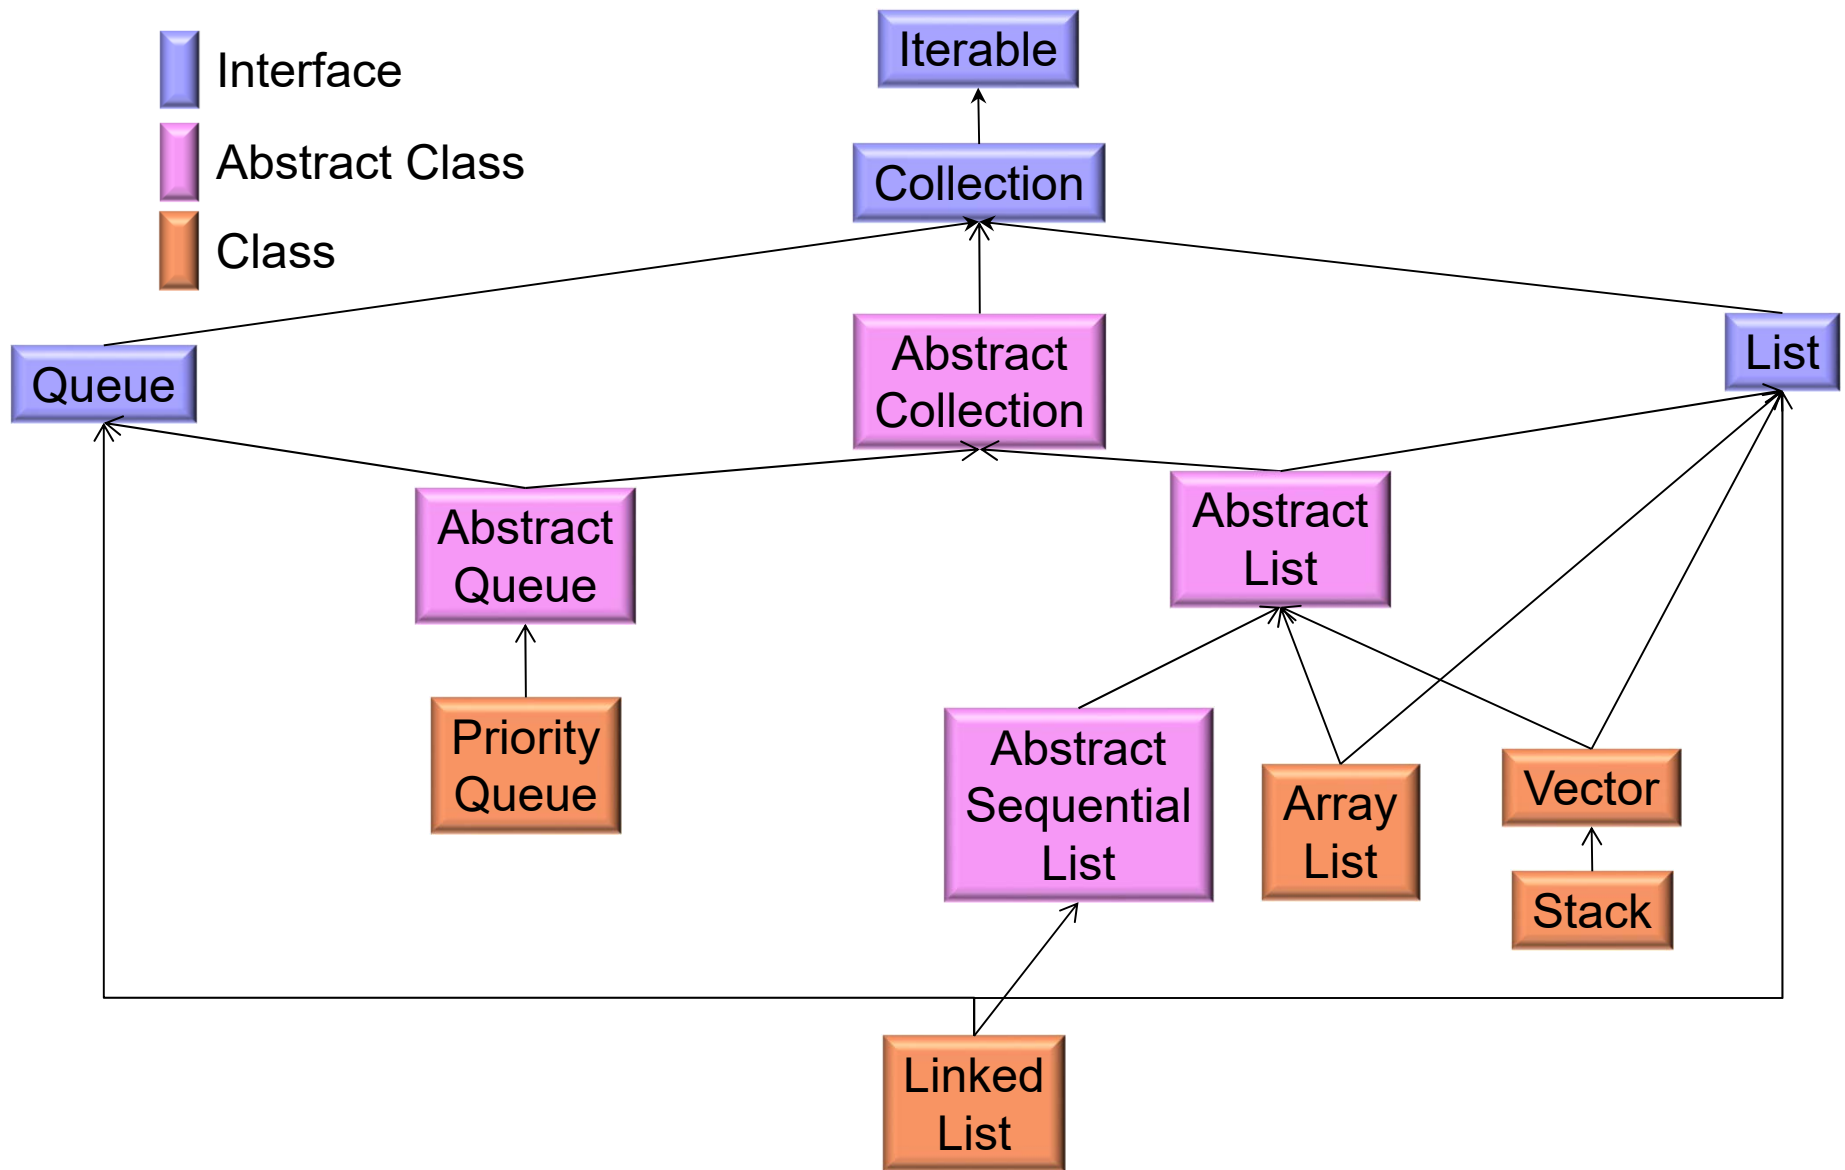 Interface
Abstract Class
Class
Iterable
Collection
Queue
Abstract
Collection
List
Abstract
Queue
Abstract
List
Priority
Queue
Abstract
Sequential
List
Array
List
Vector
Stack
Linked
List